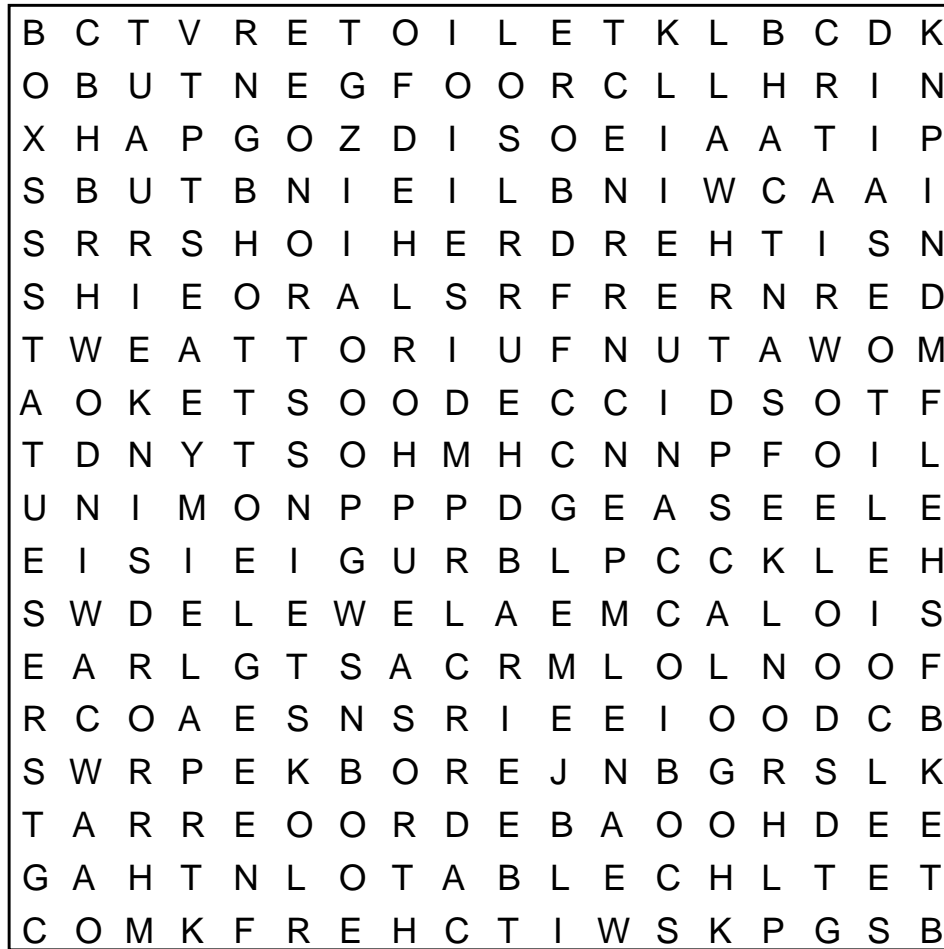 B C T V R E T O I L E T K L B C D K
O B U T N E G F O O R C L L H R I N
X H A P G O Z D I S O E I A A T I P
S B U T B N I E I L B N I W C A A I
S R R S H O I H E R D R E H T I S N
S H I E O R A L S R F R E R N R E D
T W E A T T O R I U F N U T A W O M
A O K E T S O O D E C C I D S O T F
T D N Y T S O H M H C N N P F O I L
U N I M O N P P P D G E A S E E L E
E I S I E I G U R B L P C C K L E H
S W D E L E W E L A E M C A L O I S
E A R L G T S A C R M L O L N O O F
R C O A E S N S R I E E I O O D C B
S W R P E K B O R E J N B G R S L K
T A R R E O O R D E B A O O H D E E
G A H T N L O T A B L E C H L T E T
C O M K F R E H C T I W S K P G S B